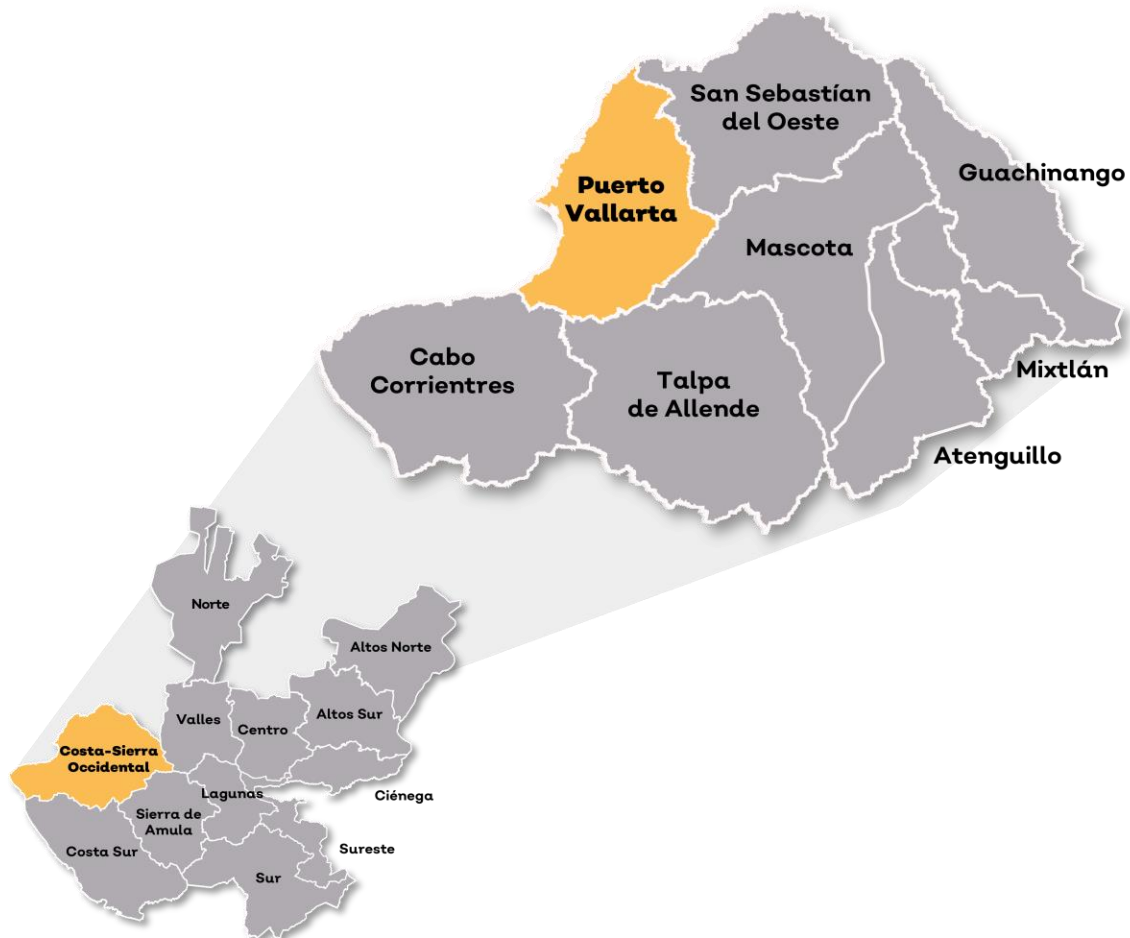 San Sebastían
del Oeste
Guachinango
Puerto
Vallarta
Mascota
Cabo
Corrientres
Talpa
de Allende
Mixtlán
Atenguillo
Norte
Altos Norte
Valles
Centro
Altos Sur
Costa-Sierra
Occidental
Lagunas
Ciénega
Sierra de
Amula
Costa Sur
Sureste
Sur